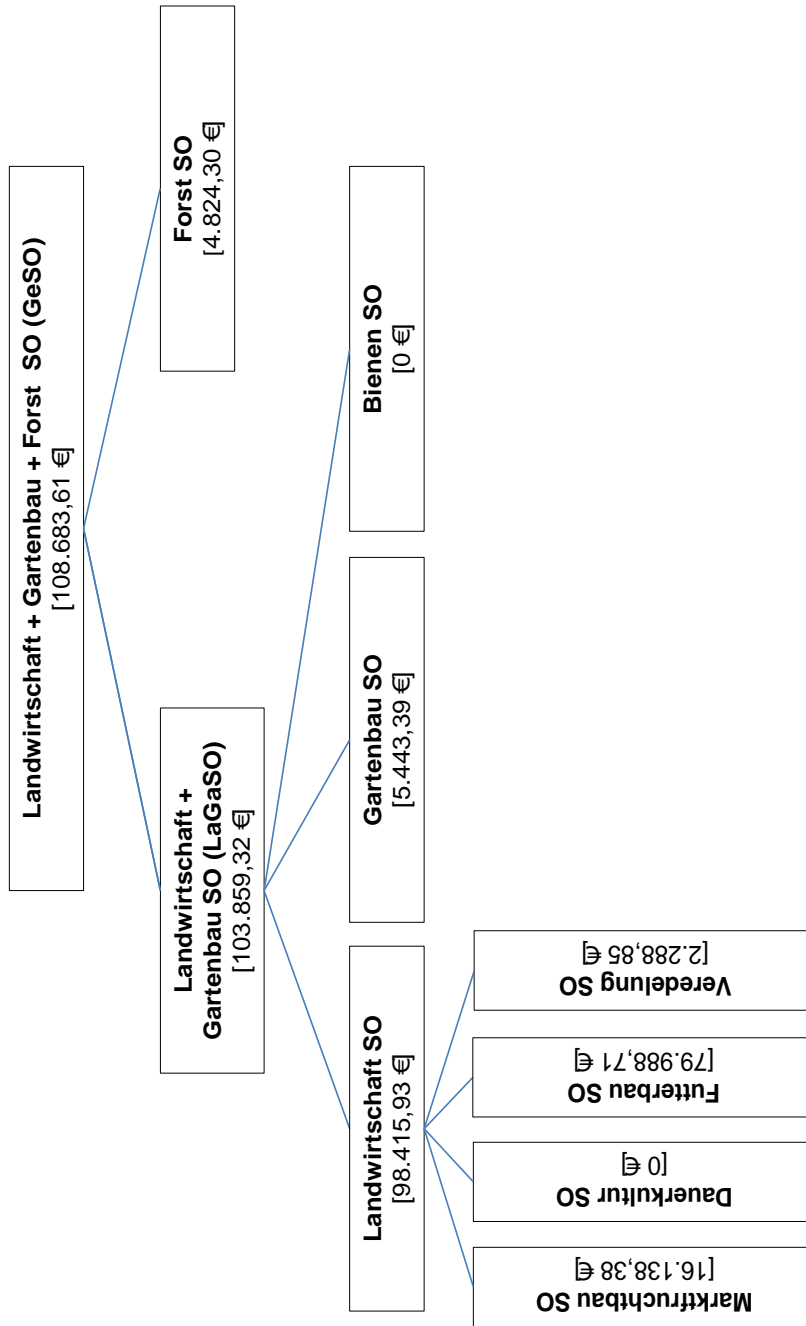 Landwirtschaft + Gartenbau + Forst  SO (GeSO)
[108.683,61 €]
Landwirtschaft +
Gartenbau SO (LaGaSO)
[103.859,32 €]
Forst SO
[4.824,30 €]
Landwirtschaft SO
[98.415,93 €]
Gartenbau SO
[5.443,39 €]
Bienen SO
[0 €]
Marktfruchtbau SO
[16.138,38 €]
Dauerkultur SO
[0 €]
Futterbau SO
[79.988,71 €]
Veredelung SO
[2.288,85 €]